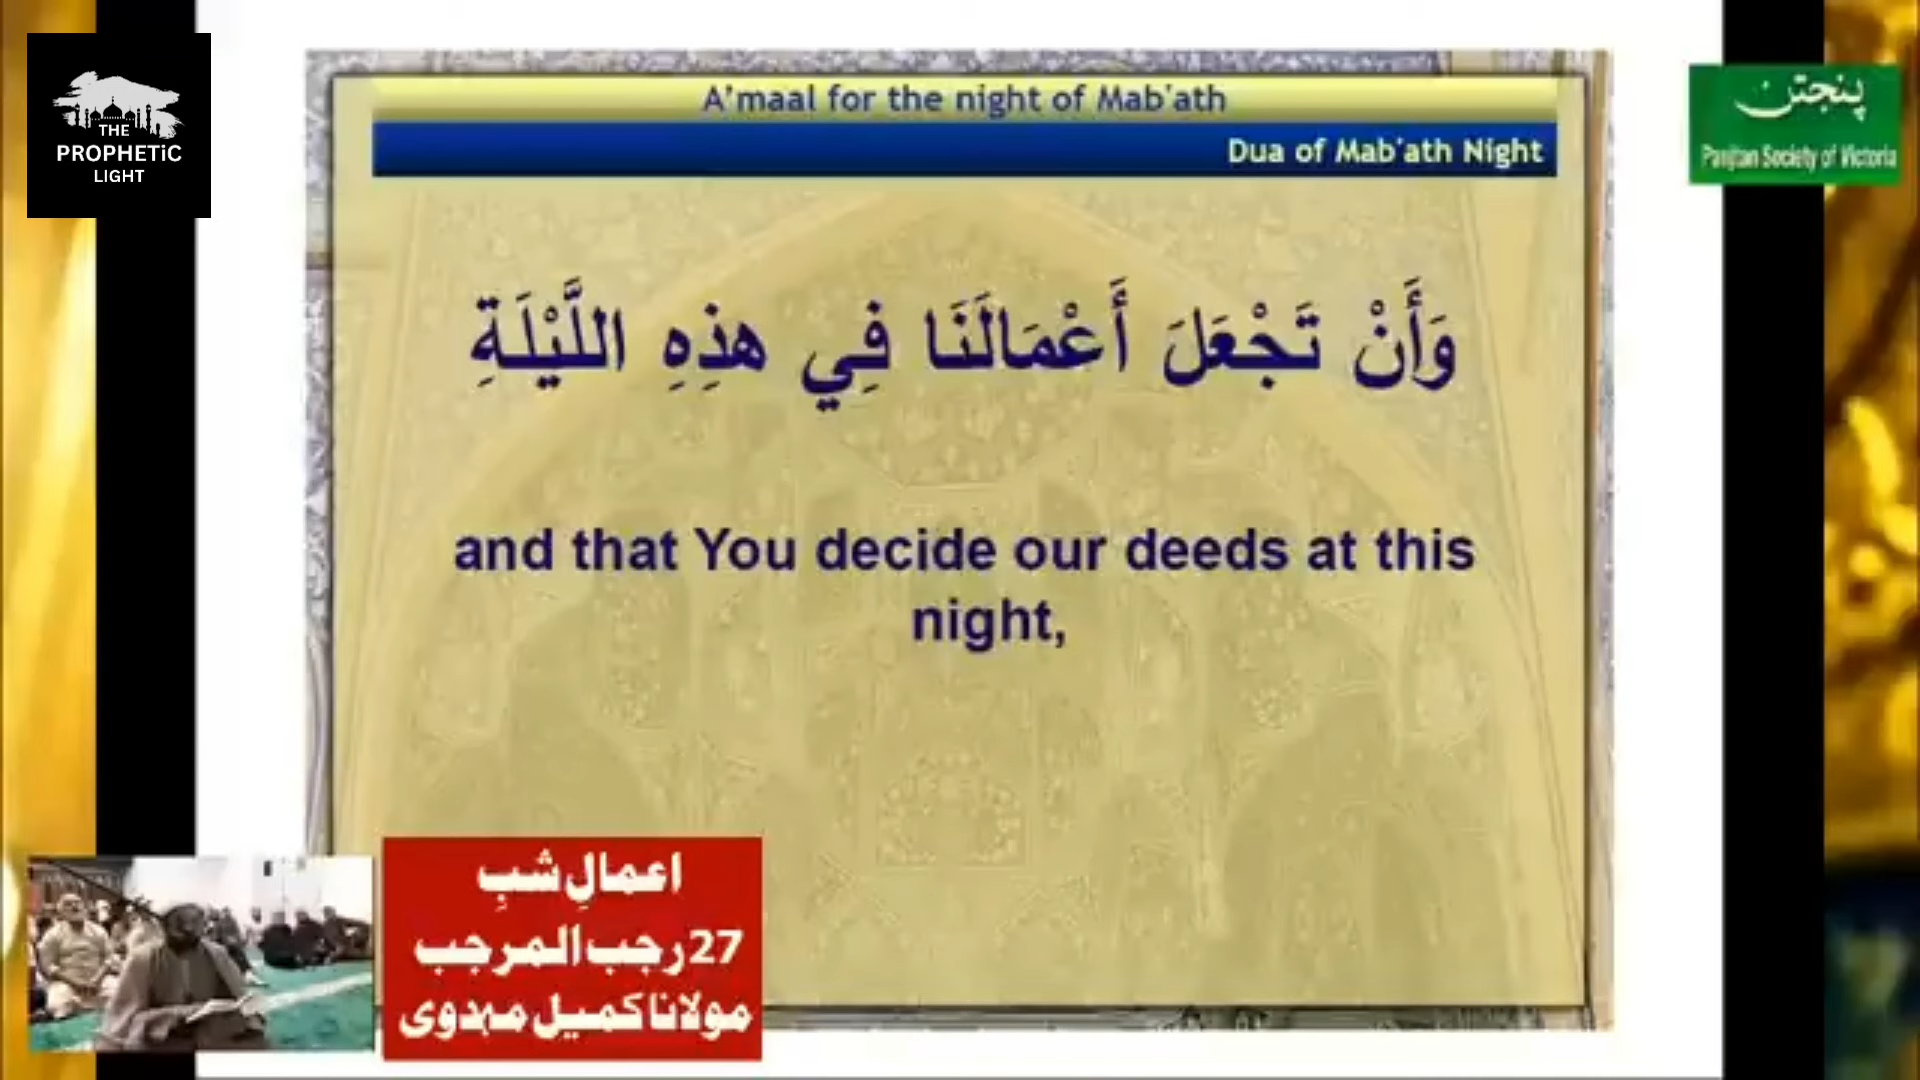 THE
PROPHETiC
LIGHT
پنجتن
Panjtan Society of Victoria
A'maal for the night of Mab'ath
Dua of Mab'ath Night
وَأَنْ تَجْعَلَ أَعْمَالَنَا فِي هذِهِ اللَّيْلَةِ
and that You decide our deeds at this
night,
اعمالِ شبِ
27 رجب المرجب
مولانا کمیل مہدوی